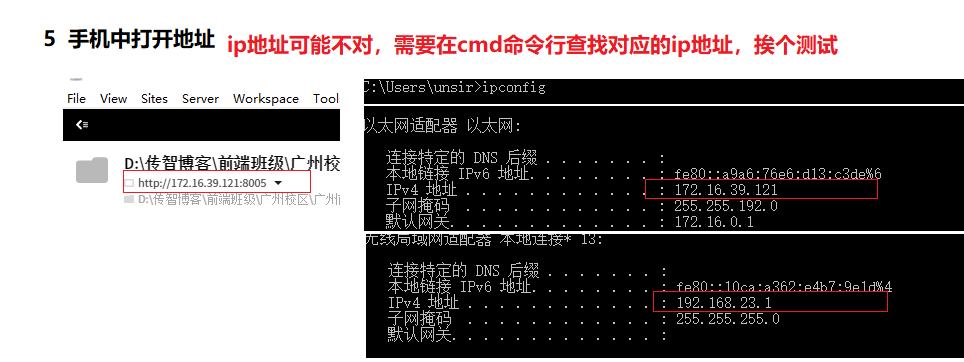 5 手机中打开地址 ip地址可能不对，需要在cmd命令行查找对应的ip地址，挨个测试
File View Sites Server Workspace Tool
D:\传智博客\前端班级\广州校
http://172.16.39.121:8005
D:\传智博客\前端班级\广州校区\广州
C:\Users\unsir>ipconfig
以太网适配器 以太网:
连接特定的 DNS 后缀 . . . . . . . :
本地链接 IPv6 地址. . . . . . . . : fe80::a9a6:76e6:d13:c3de%6
IPv4 地址 . . . . . . . . . . . . : 172.16.39.121
子网掩码 . . . . . . . . . . . . : 255.255.192.0
默认网关. . . . . . . . . . . . . : 172.16.0.1
无线局域网适配器 本地连接* 13:
连接特定的 DNS 后缀 . . . . . . . :
本地链接 IPv6 地址. . . . . . . . : fe80::10ca:a362:e4b7:9e1d%4
IPv4 地址 . . . . . . . . . . . . : 192.168.23.1
子网掩码 . . . . . . . . . . . . : 255.255.255.0
默认网关. . . . . . . . . . . . . :